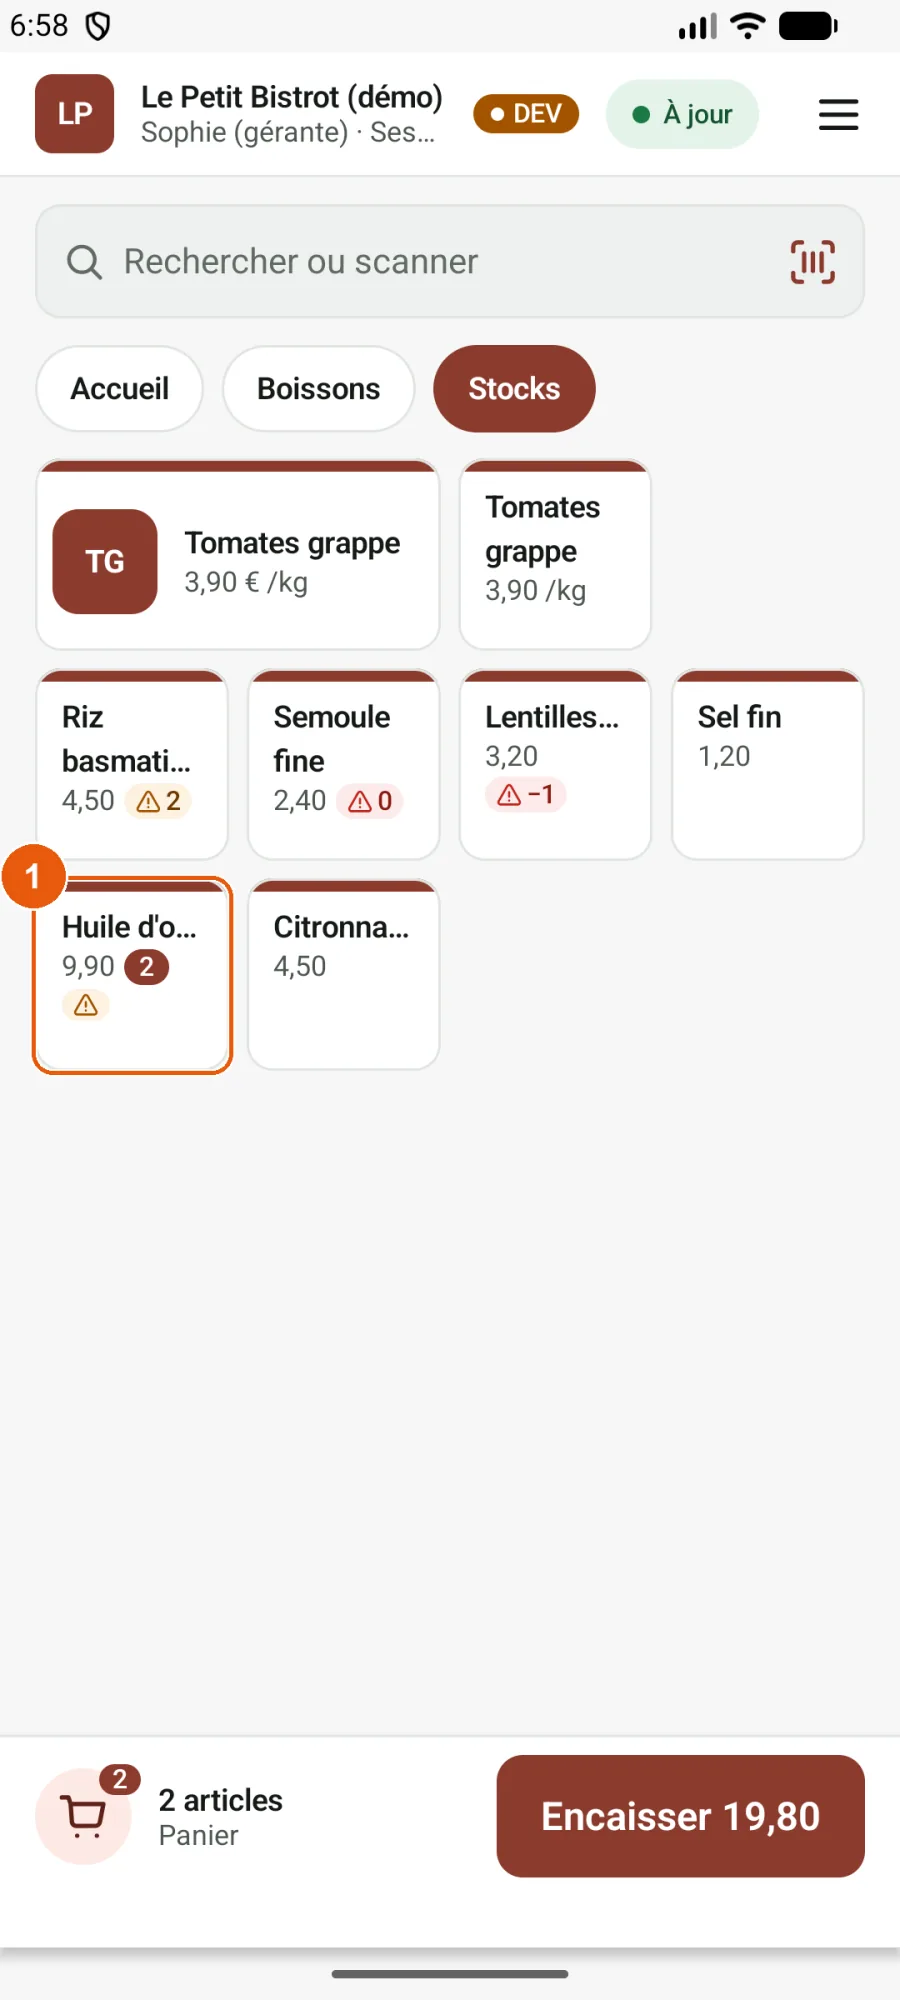 6:58
LP
Le Petit Bistrot (démo)
Sophie (gérante) · Ses...
DEV
À jour
Rechercher ou scanner
Accueil
Boissons
Stocks
TG
Tomates grappe
3,90 € /kg
Tomates
grappe
3,90 /kg
Riz
basmati...
4,50 2
Semoule
fine
2,40 0
Lentilles...
3,20
−1
Sel fin
1,20
1
Huile d'o...
9,90 2
Citronna...
4,50
2
2 articles
Panier
Encaisser 19,80